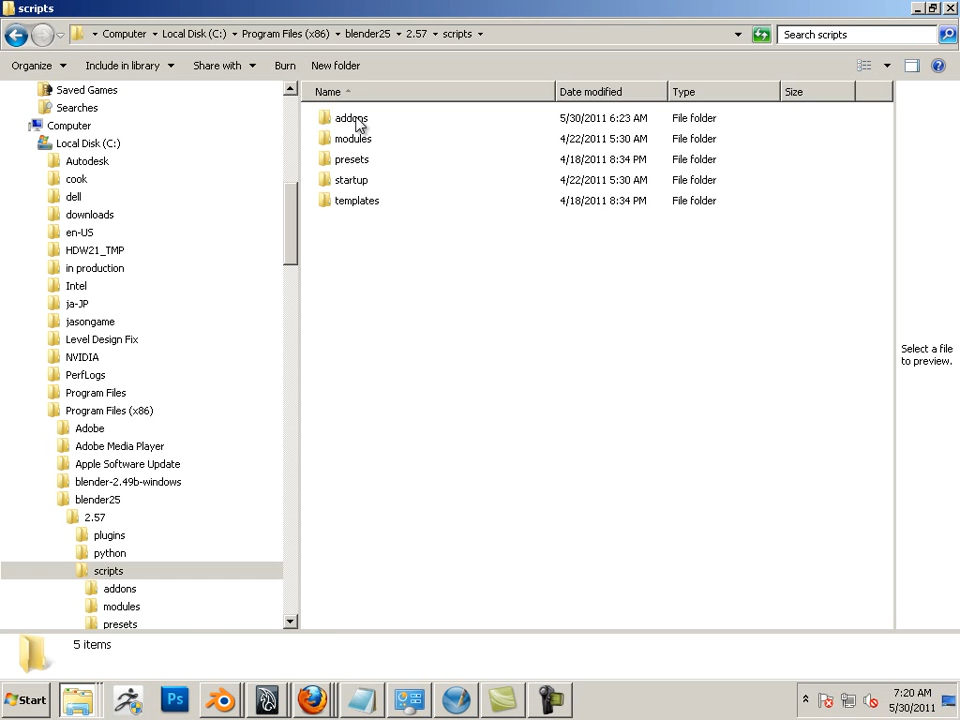 scripts
Computer Local Disk (C:) Program Files (x86) blender25 2.57 scripts
Search scripts
Organize Include in library Share with Burn New folder
Saved Games
Searches
Computer
Local Disk (C:)
Autodesk
cook
dell
downloads
en-US
HDW21_TMP
in production
Intel
ja-JP
jasongame
Level Design Fix
NVIDIA
PerfLogs
Program Files
Program Files (x86)
Adobe
Adobe Media Player
Apple Software Update
blender-2.49b-windows
blender25
2.57
plugins
python
scripts
addons
modules
presets
Name Date modified Type Size
addons 5/30/2011 6:23 AM File folder
modules 4/22/2011 5:30 AM File folder
presets 4/18/2011 8:34 PM File folder
startup 4/22/2011 5:30 AM File folder
templates 4/18/2011 8:34 PM File folder
Select a file
to preview.
5 items
Start
Ps
7:20 AM
5/30/2011